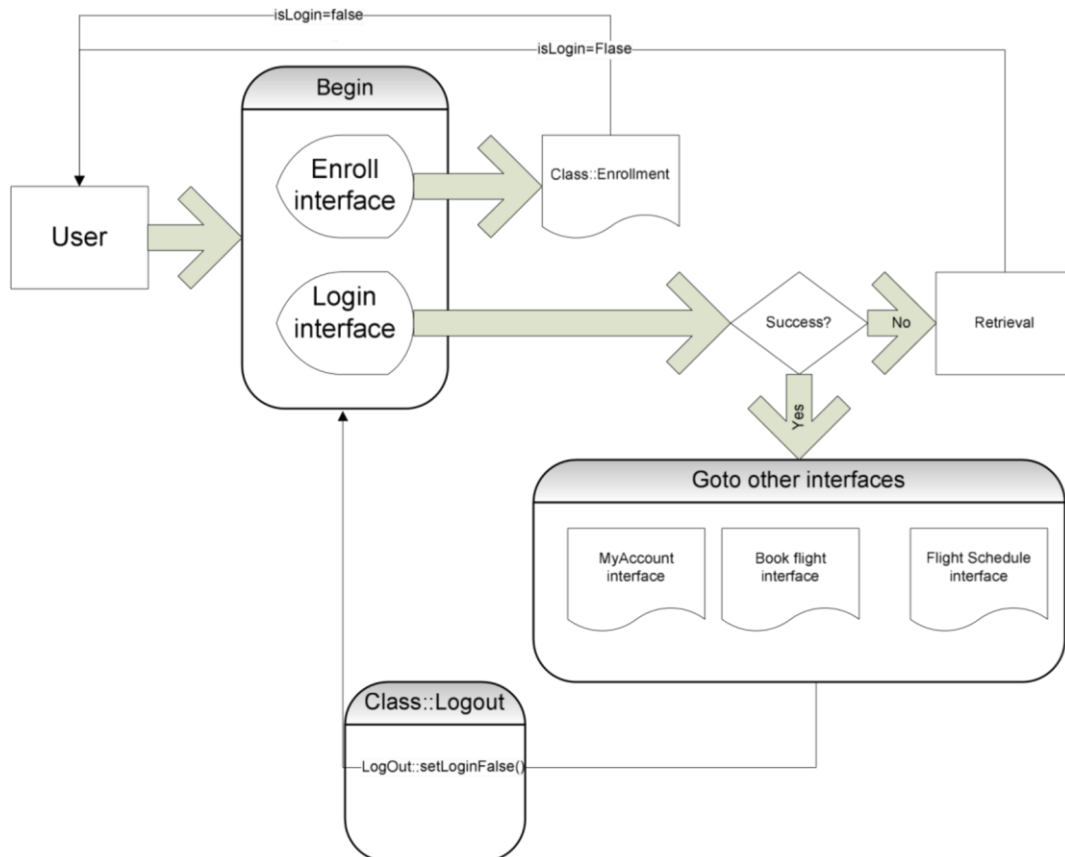 isLogin=false
isLogin=Flase
Begin
Enroll
interface
Class::Enrollment
User
Login
interface
Success?
No
Retrieval
Yes
Goto other interfaces
MyAccount
interface
Book flight
interface
Flight Schedule
interface
Class::Logout
LogOut::setLoginFalse()